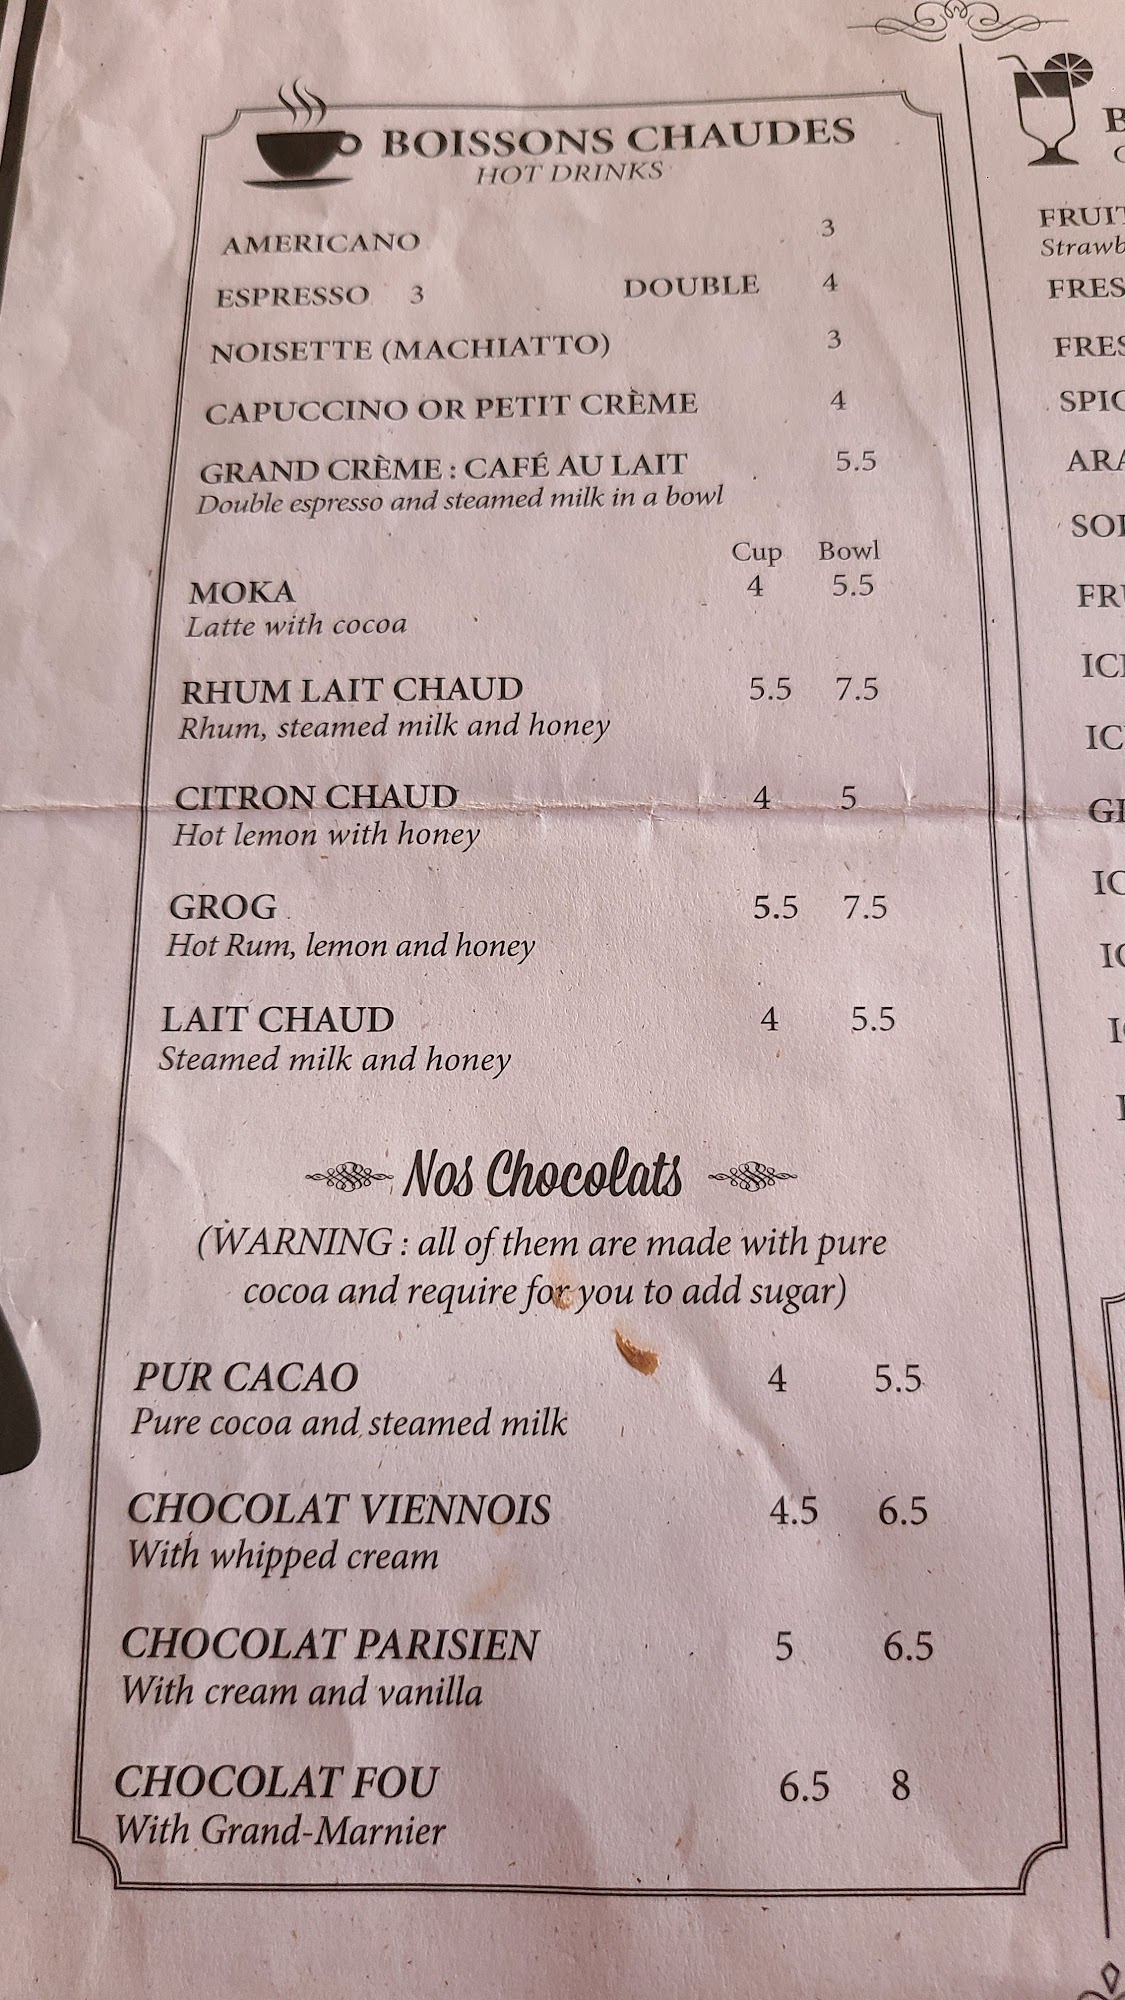 BOISSONS CHAUDES
HOT DRINKS
AMERICANO 3
ESPRESSO 3 DOUBLE 4
NOISETTE (MACHIATTO) 3
CAPUCCINO OR PETIT CRÈME 4
GRAND CRÈME : CAFÉ AU LAIT 5.5
Double espresso and steamed milk in a bowl
Cup Bowl
MOKA 4 5.5
Latte with cocoa
RHUM LAIT CHAUD 5.5 7.5
Rhum, steamed milk and honey
CITRON CHAUD 4 5
Hot lemon with honey
GROG 5.5 7.5
Hot Rum, lemon and honey
LAIT CHAUD 4 5.5
Steamed milk and honey
Nos Chocolats
(WARNING : all of them are made with pure
cocoa and require for you to add sugar)
PUR CACAO 4 5.5
Pure cocoa and steamed milk
CHOCOLAT VIENNOIS 4.5 6.5
With whipped cream
CHOCOLAT PARISIEN 5 6.5
With cream and vanilla
CHOCOLAT FOU 6.5 8
With Grand-Marnier